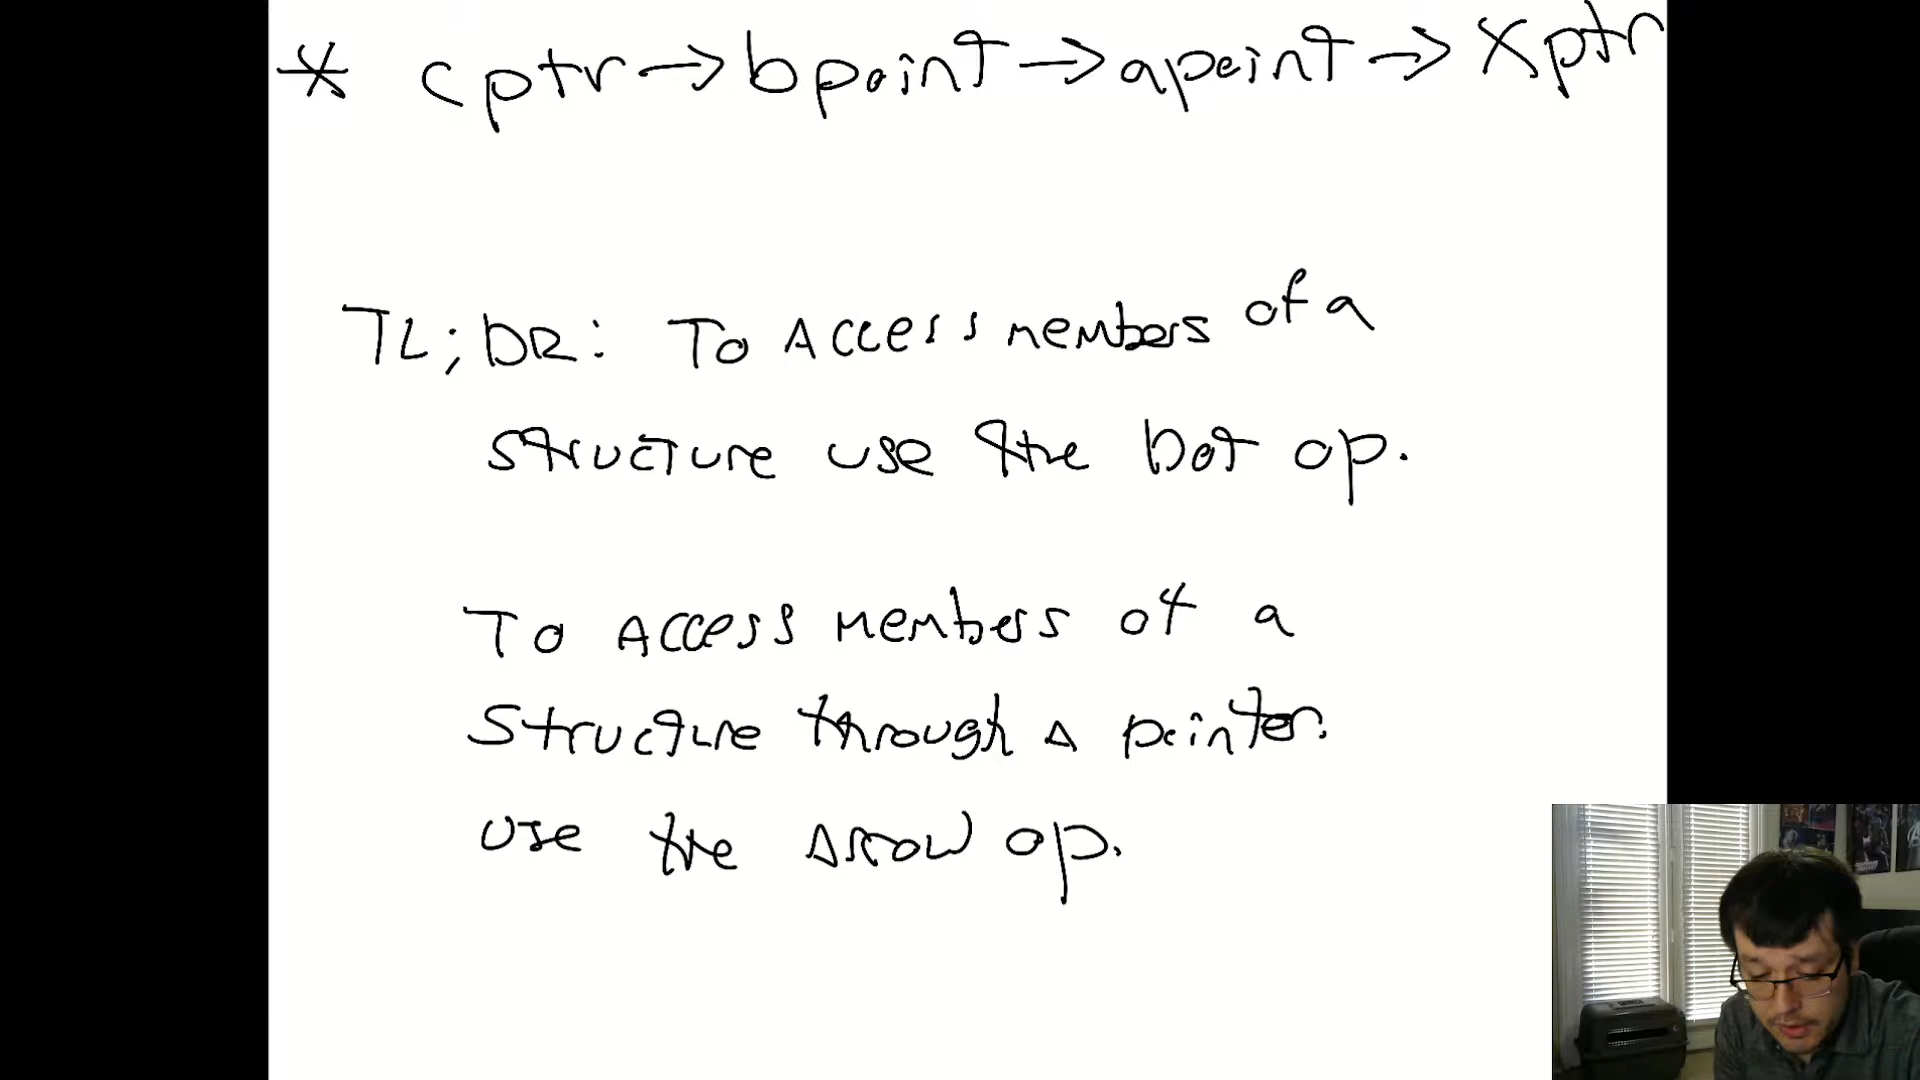 * cptr→bpoint→apoint→xptr
TL;DR: To Access members of a
structure use the Dot op.
To Access Members of a
structure through a pointer.
use the Arrow op.